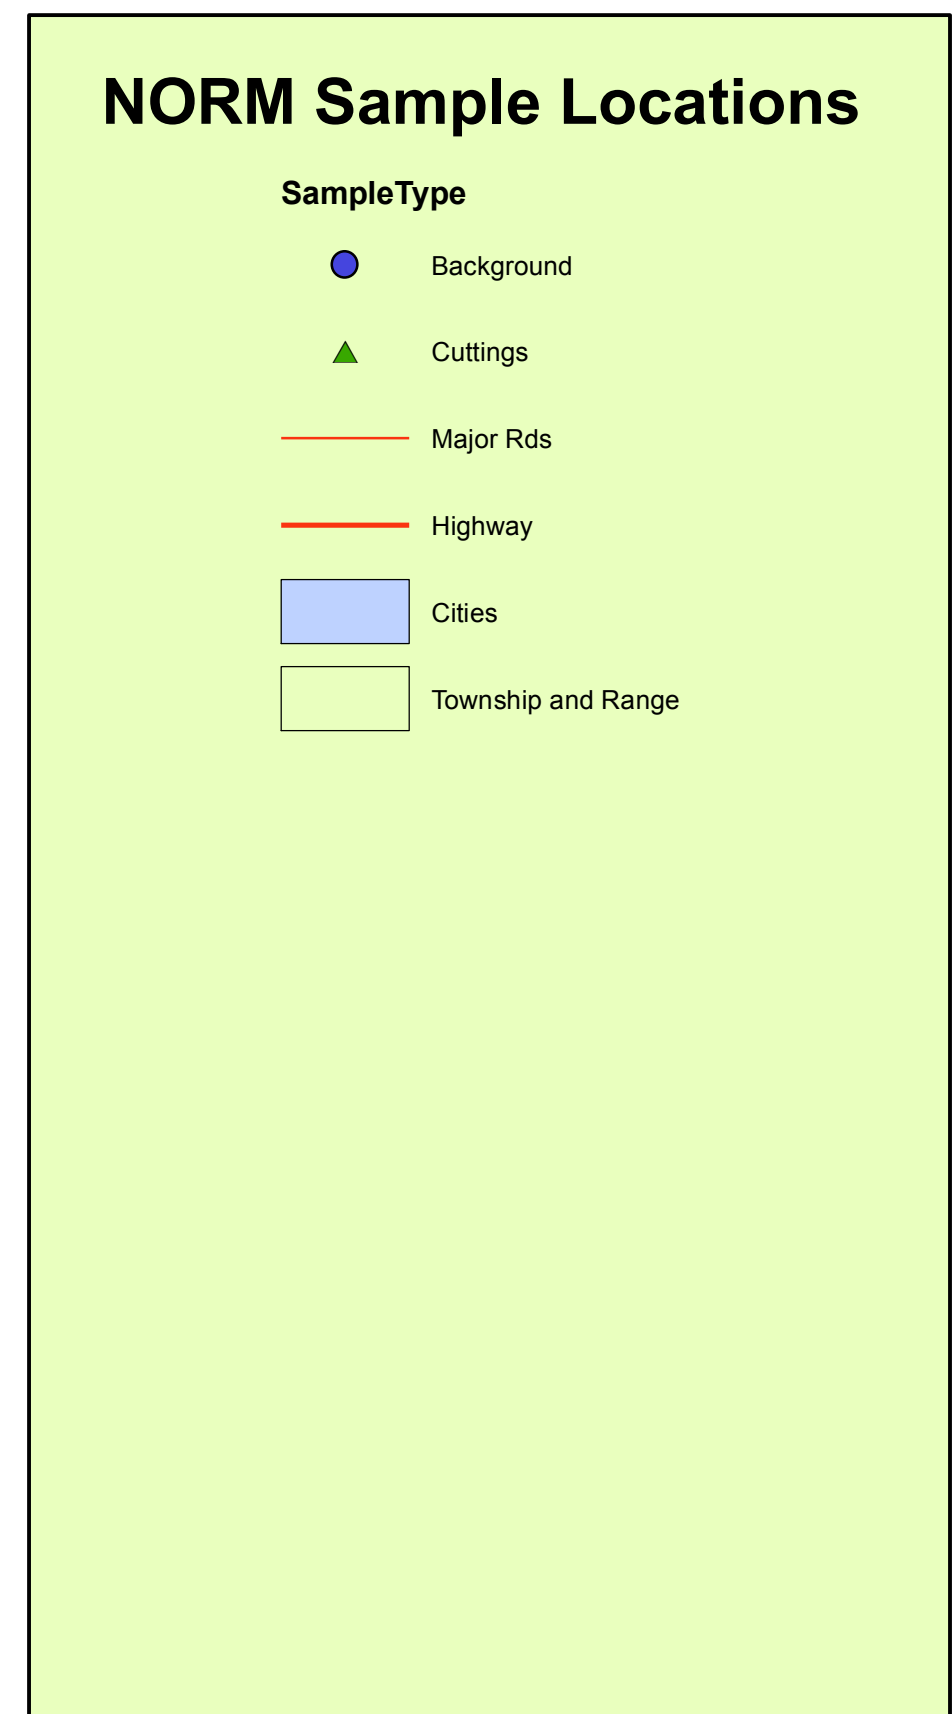 NORM Sample Locations
SampleType
Background
Cuttings
Major Rds
Highway
Cities
Township and Range